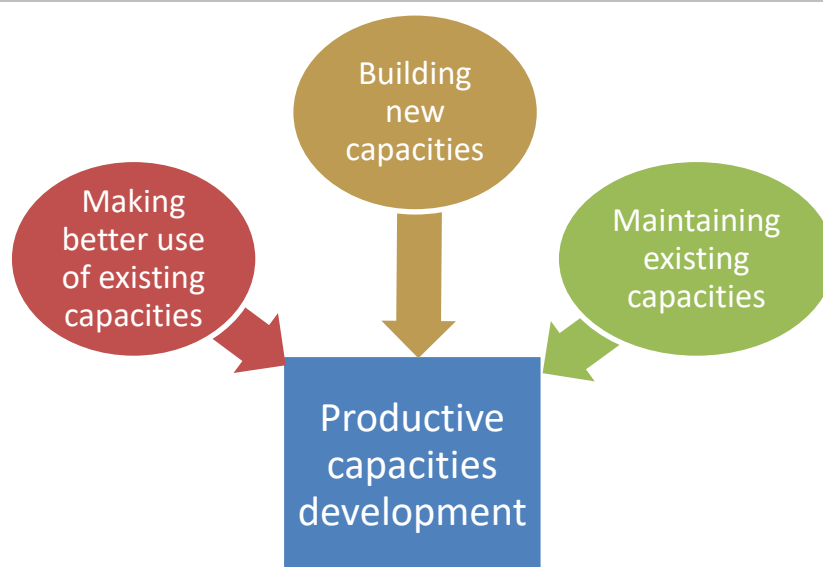 Building
new
capacities
Making
better use
of existing
capacities
Maintaining
existing
capacities
Productive
capacities
development